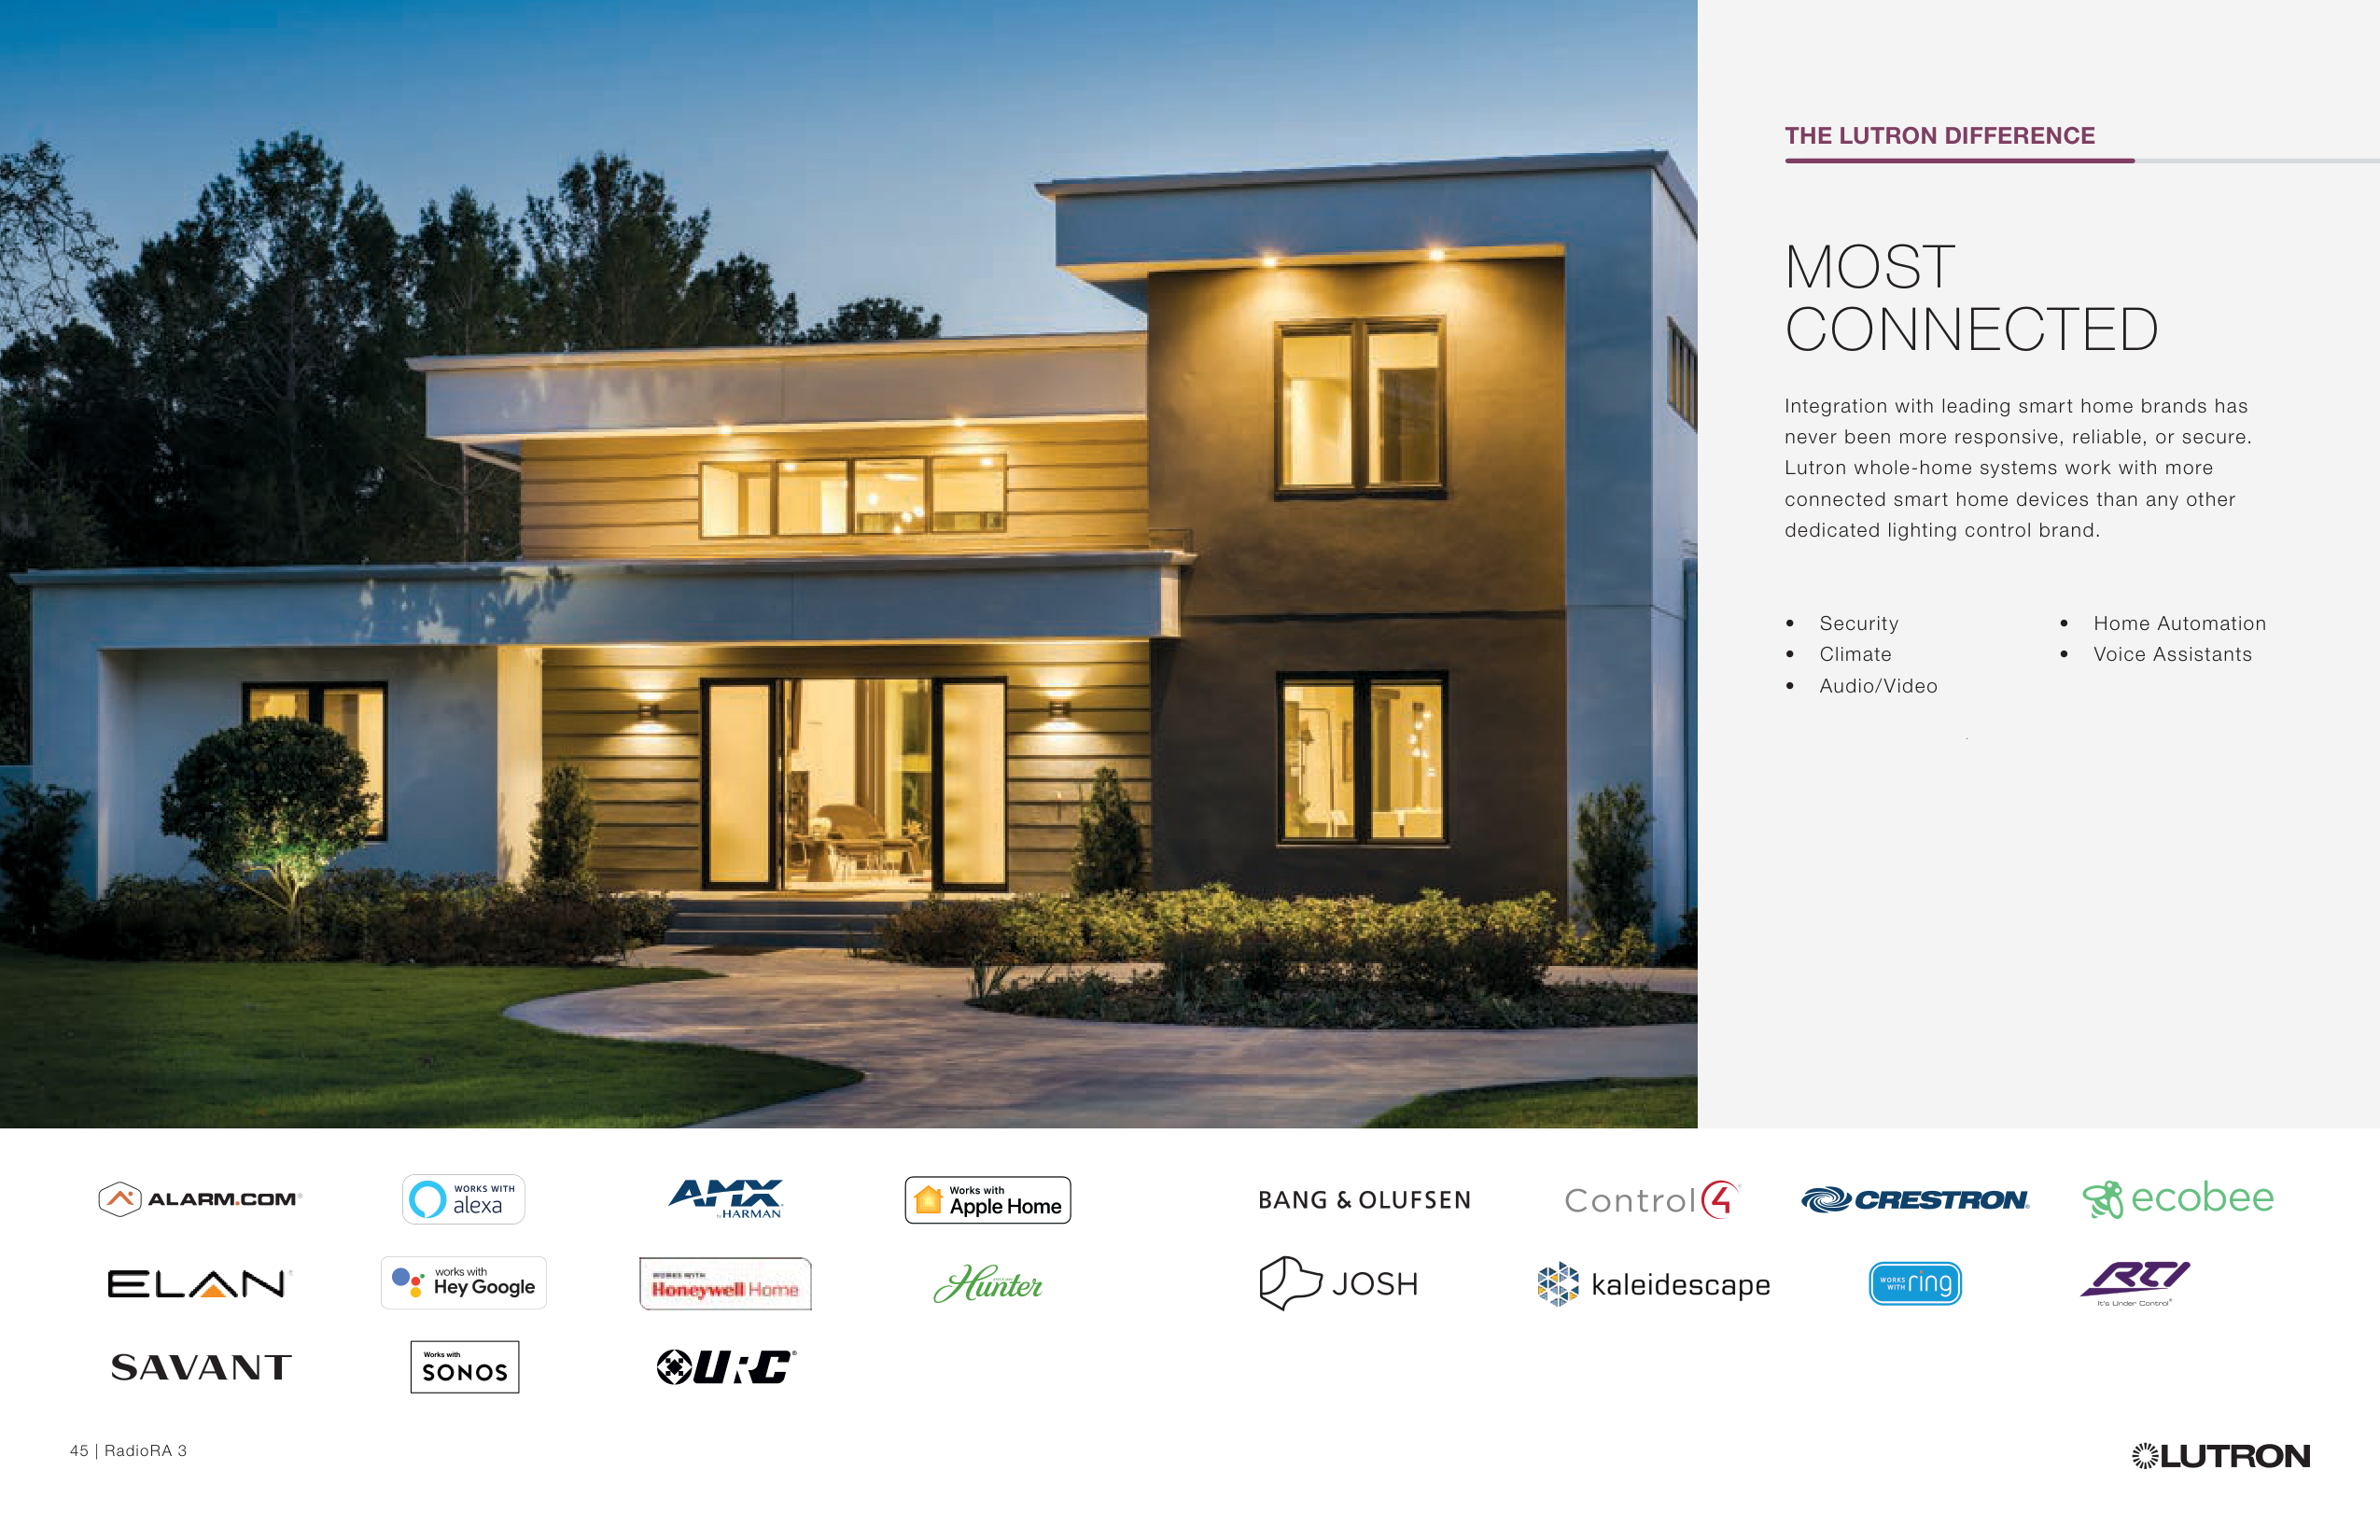 THE LUTRON DIFFERENCE
MOST
CONNECTED
Integration with leading smart home brands has
never been more responsive, reliable, or secure.
Lutron whole-home systems work with more
connected smart home devices than any other
dedicated lighting control brand.
• Security
• Climate
• Audio/Video
• Home Automation
• Voice Assistants
ALARM.COM®
WORKS WITH
alexa
AMX
by HARMAN
Works with
Apple Home
BANG & OLUFSEN
Control4®
CRESTRON®
ecobee
ELAN®
works with
Hey Google
WORKS WITH
Honeywell Home
Hunter
JOSH
kaleidescape
WORKS
WITH
ring
RTI
It's Under Control®
SAVANT
Works with
SONOS
URC®
45 | RadioRA 3
LUTRON